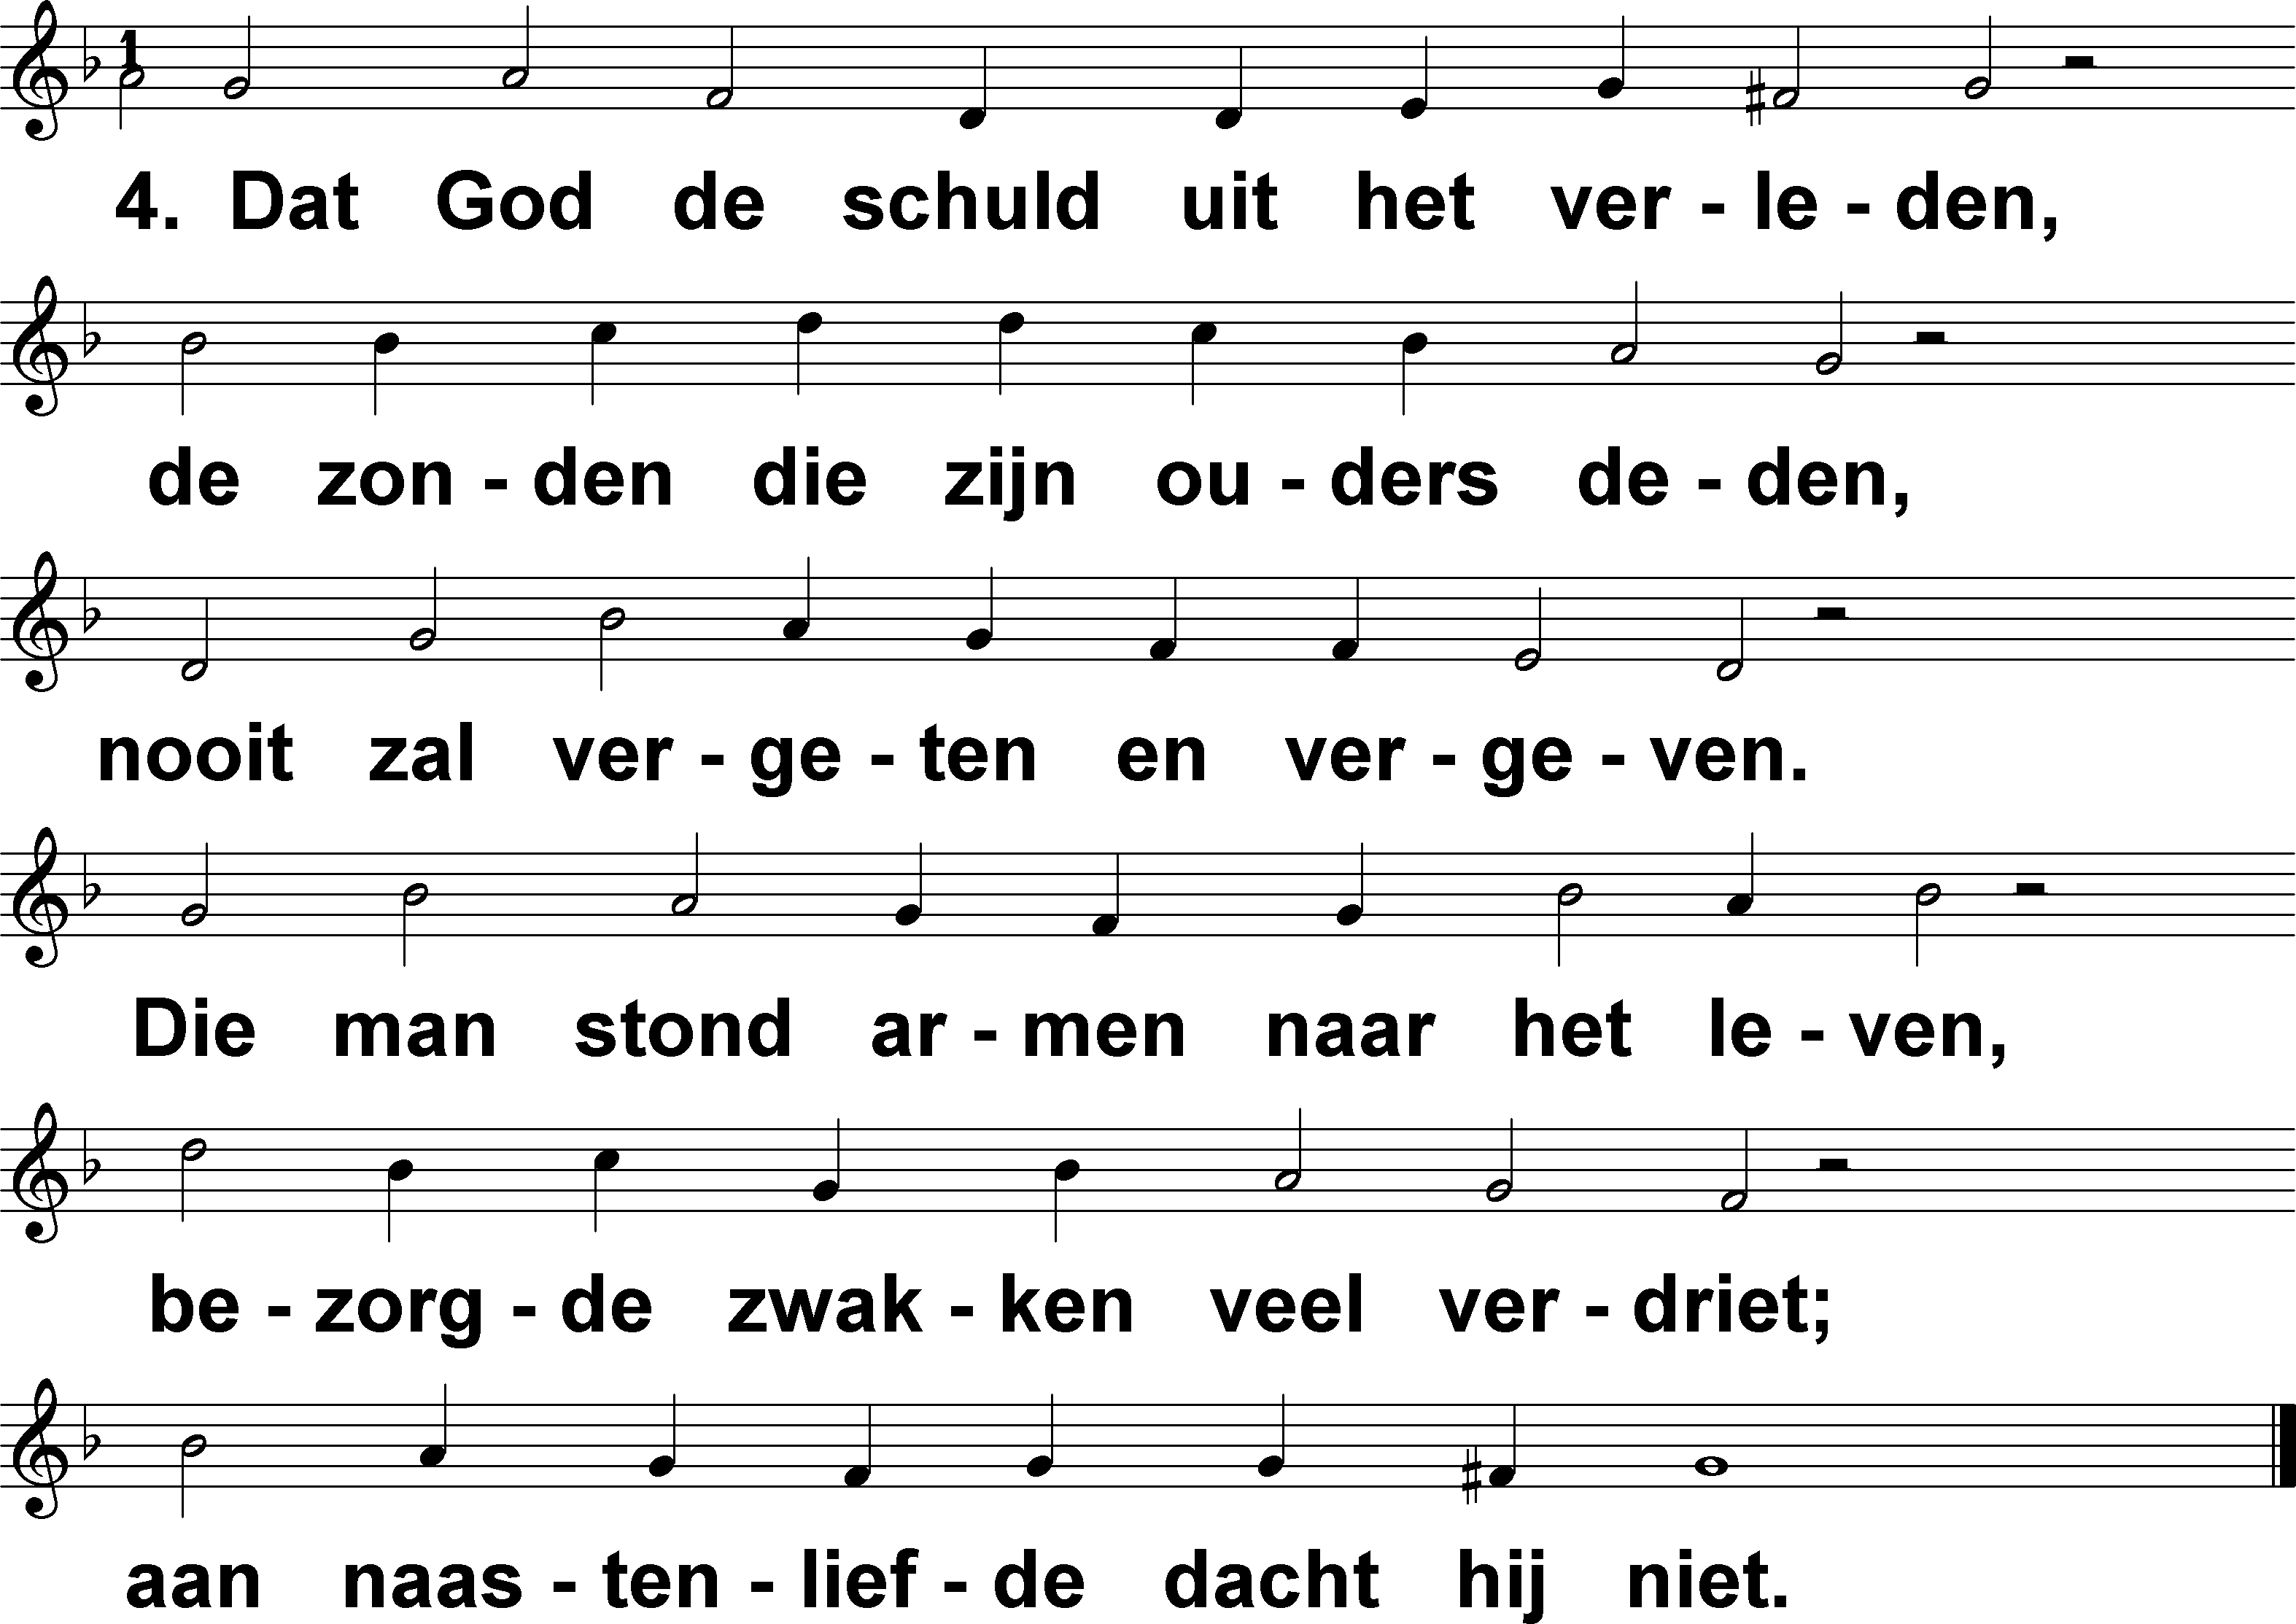 4. Dat God de schuld uit het ver - le - den,
de zon - den die zijn ou - ders de - den,
nooit zal ver - ge - ten en ver - ge - ven.
Die man stond ar - men naar het le - ven,
be - zorg - de zwak - ken veel ver - driet;
aan naas - ten - lief - de dacht hij niet.